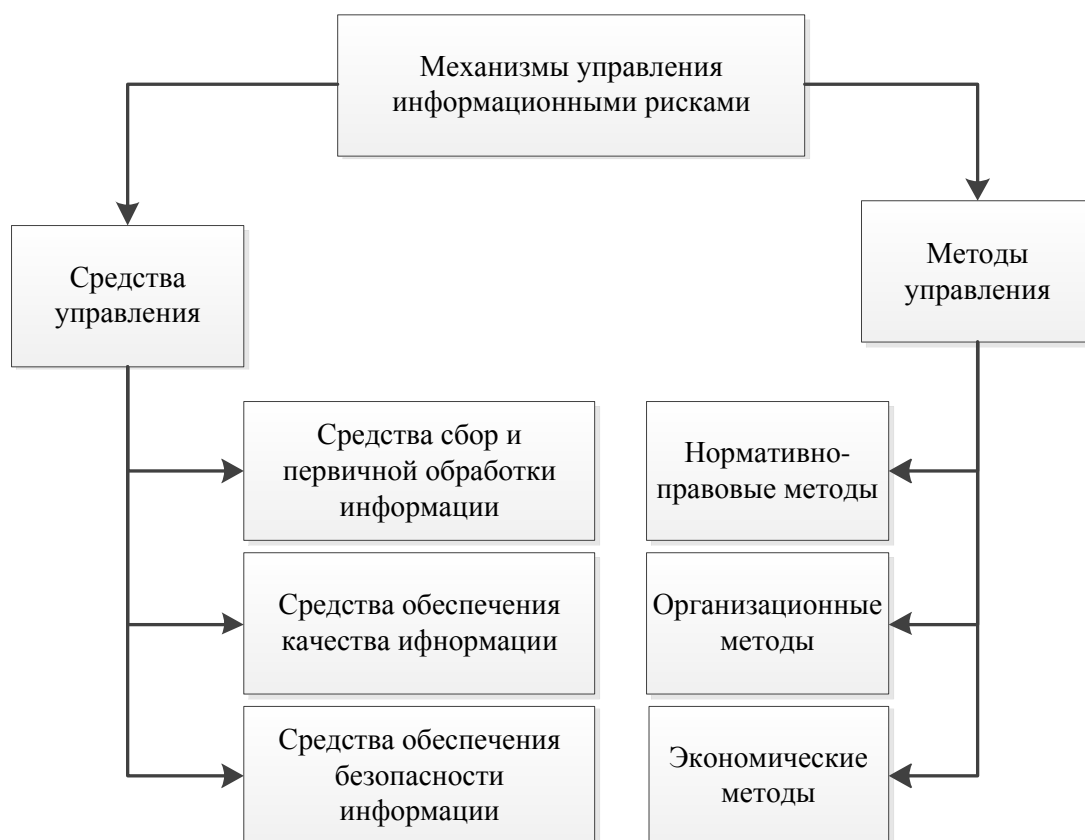 Механизмы управления
информационными рисками
Средства
управления
Методы
управления
Средства сбор и
первичной обработки
информации
Нормативно-
правовые методы
Средства обеспечения
качества ифнормации
Организационные
методы
Средства обеспечения
безопасности
информации
Экономические
методы